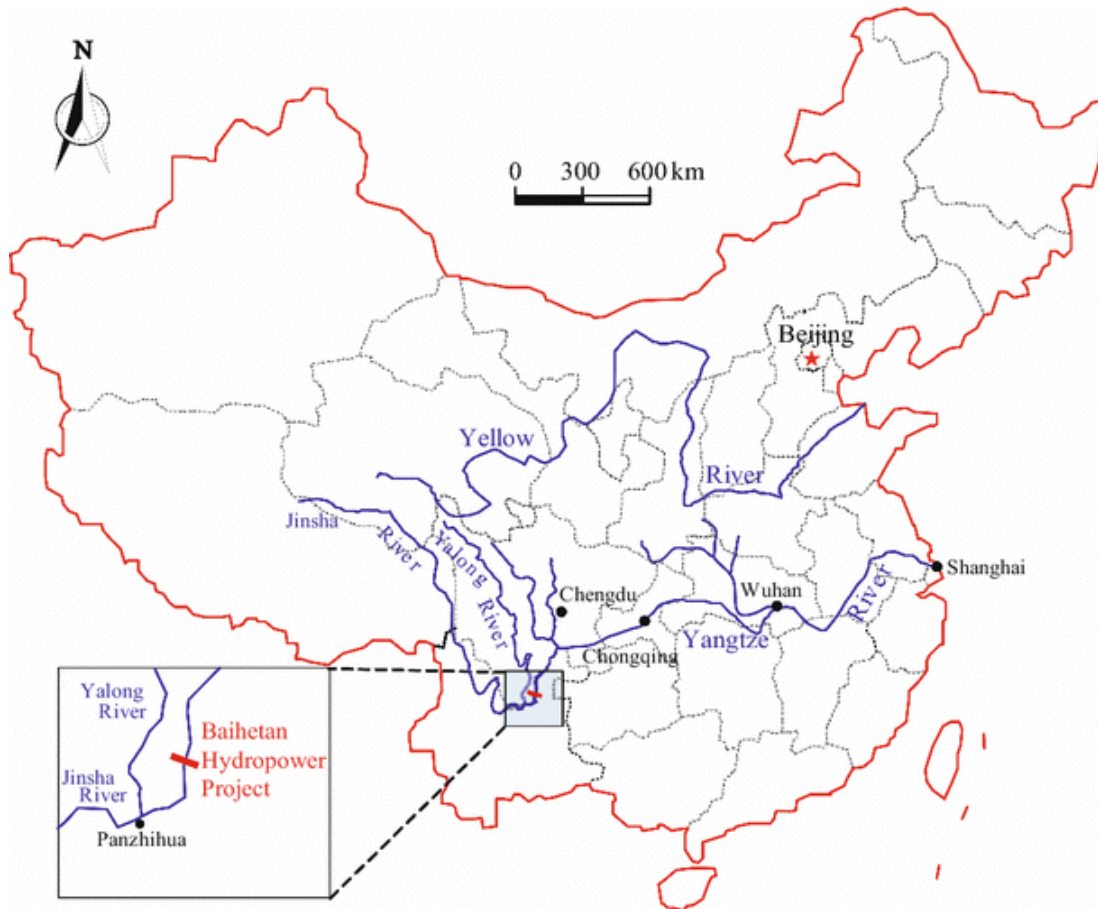 N
0 300 600 km
Beijing
Yellow
River
Jinsha
River
Yalong
River
Chengdu
Chongqing
Wuhan
Yangtze
River
Shanghai
Yalong
River
Baihetan
Hydropower
Project
Jinsha
River
Panzhihua